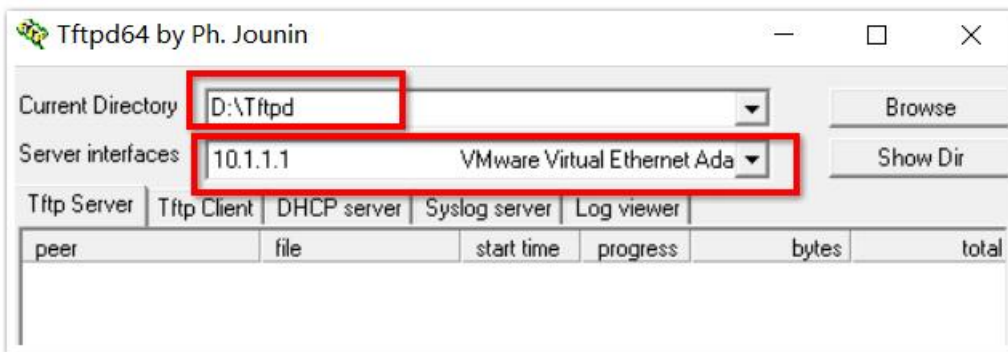 Tftpd64 by Ph. Jounin
Current Directory D:\Tftpd Browse
Server interfaces 10.1.1.1 VMware Virtual Ethernet Ada Show Dir
Tftp Server Tftp Client DHCP server Syslog server Log viewer
peer file start time progress bytes total